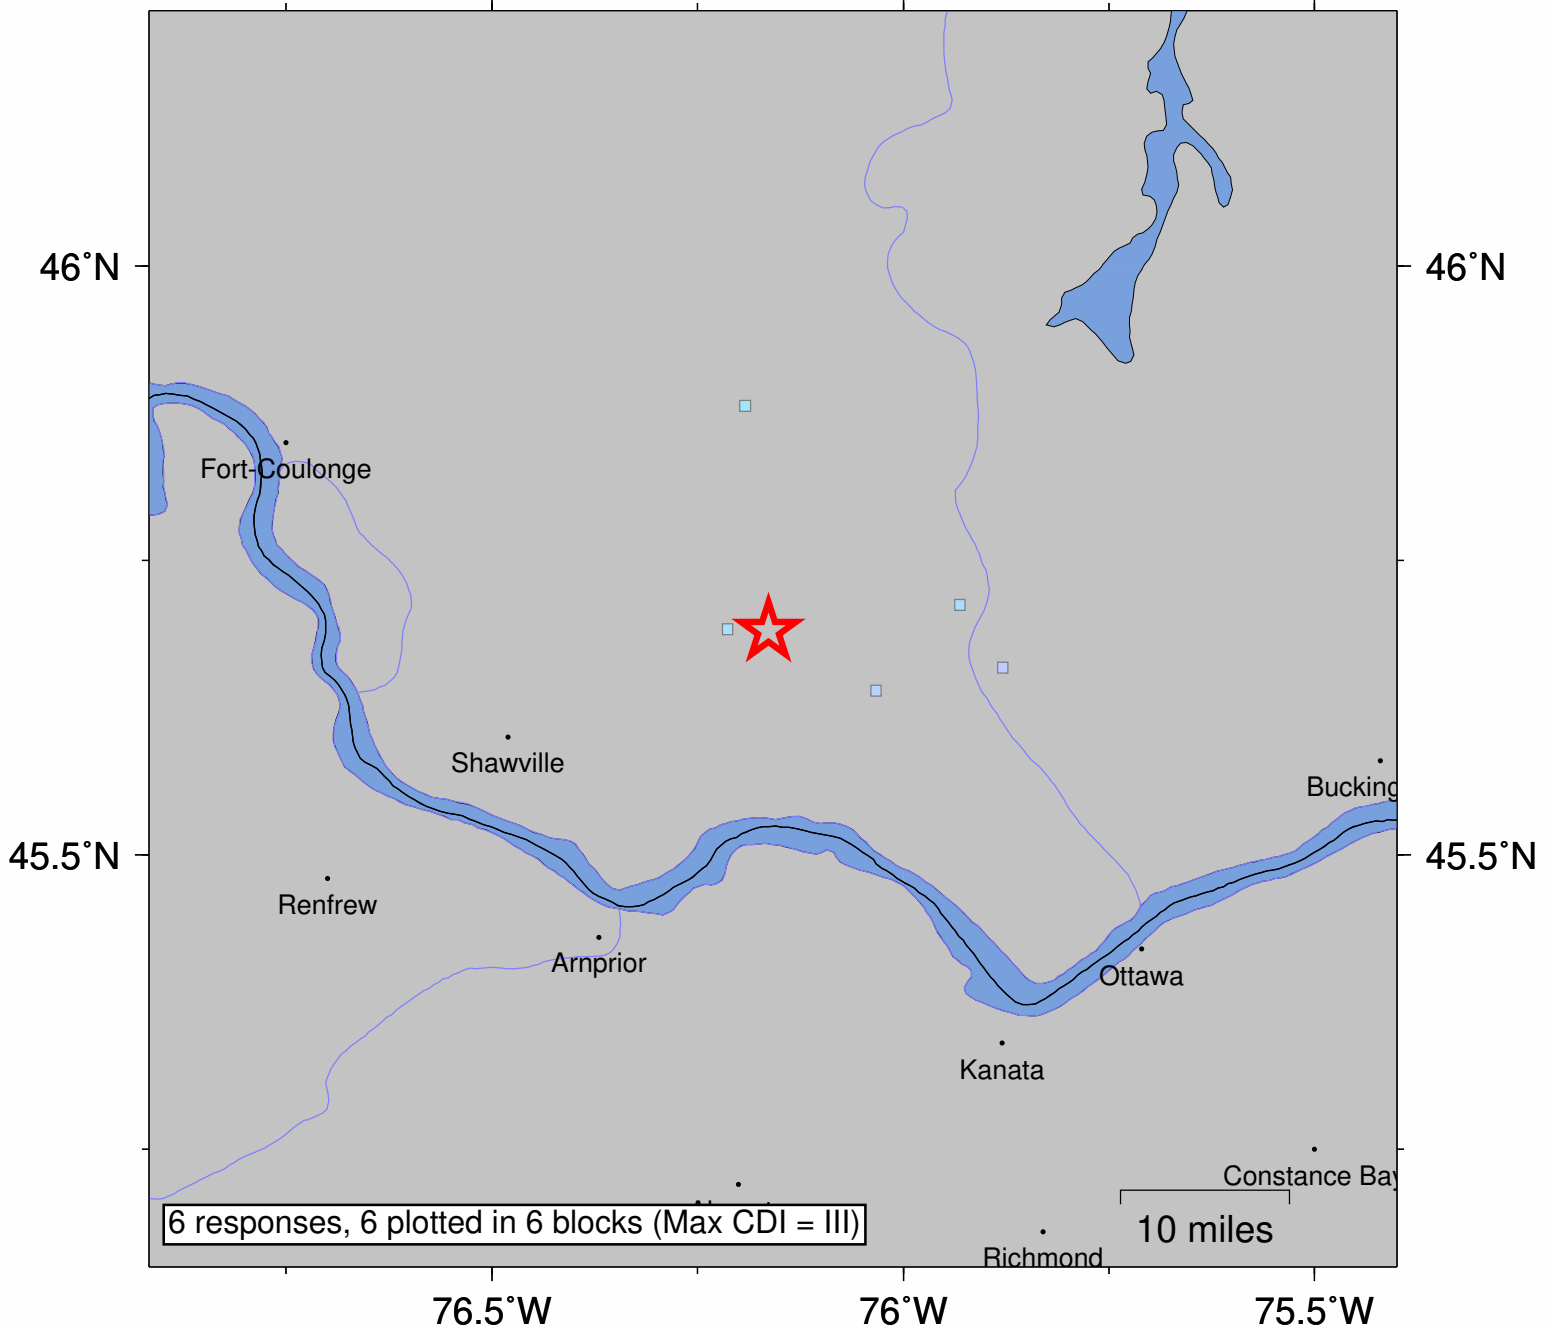 46°N
46°N
Fort-Coulonge
Shawville
Bucking
45.5°N
45.5°N
Renfrew
Arnprior
Ottawa
Kanata
Constance Bay
6 responses, 6 plotted in 6 blocks (Max CDI = III)
10 miles
Richmond
76.5°W
76°W
75.5°W